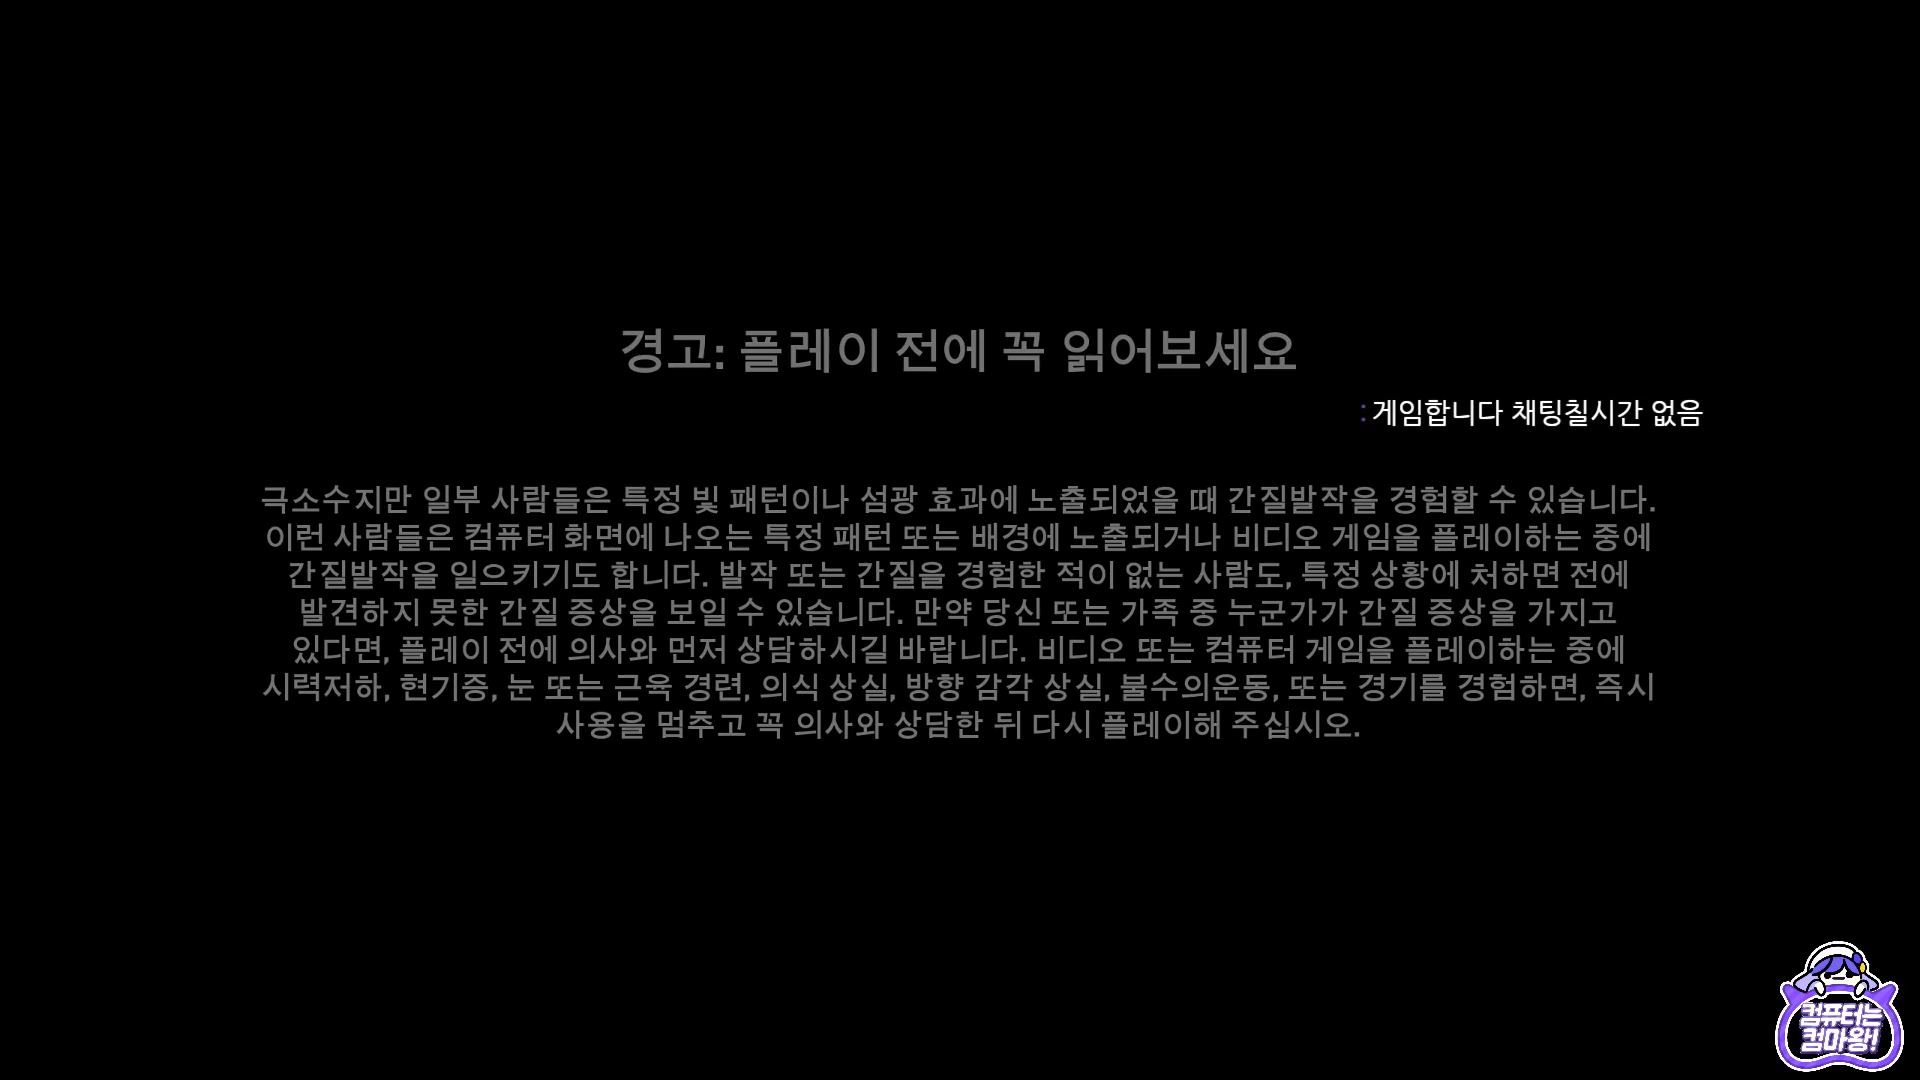 경고: 플레이 전에 꼭 읽어보세요
: 게임합니다 채팅칠시간 없음
극소수지만 일부 사람들은 특정 빛 패턴이나 섬광 효과에 노출되었을 때 간질발작을 경험할 수 있습니다.
이런 사람들은 컴퓨터 화면에 나오는 특정 패턴 또는 배경에 노출되거나 비디오 게임을 플레이하는 중에
간질발작을 일으키기도 합니다. 발작 또는 간질을 경험한 적이 없는 사람도, 특정 상황에 처하면 전에
발견하지 못한 간질 증상을 보일 수 있습니다. 만약 당신 또는 가족 중 누군가가 간질 증상을 가지고
있다면, 플레이 전에 의사와 먼저 상담하시길 바랍니다. 비디오 또는 컴퓨터 게임을 플레이하는 중에
시력저하, 현기증, 눈 또는 근육 경련, 의식 상실, 방향 감각 상실, 불수의운동, 또는 경기를 경험하면, 즉시
사용을 멈추고 꼭 의사와 상담한 뒤 다시 플레이해 주십시오.
컴퓨터는
컴마왕!